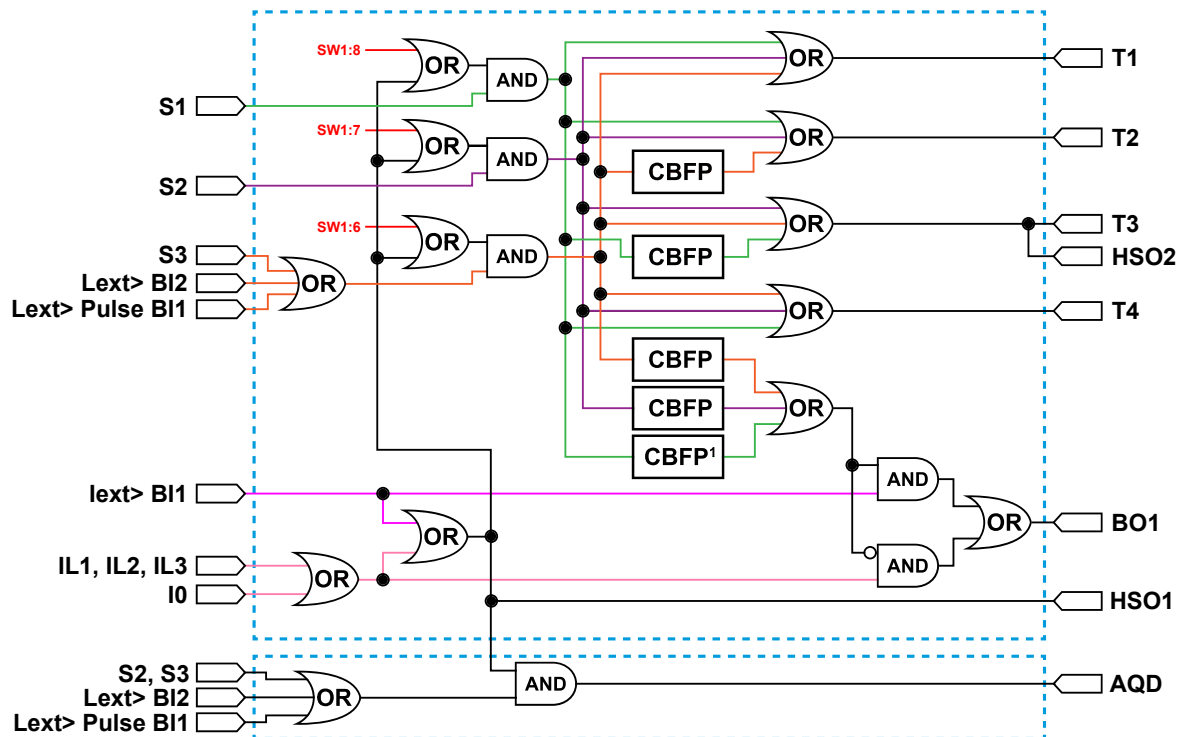 SW1:8
OR
AND
OR
T1
S1
SW1:7
OR
AND
OR
T2
S2
CBFP
SW1:6
OR
AND
OR
T3
S3
CBFP
HSO2
Lext> BI2
OR
Lext> Pulse BI1
OR
T4
CBFP
CBFP
OR
CBFP¹
AND
Iext> BI1
OR
OR
BO1
IL1, IL2, IL3
OR
AND
I0
HSO1
S2, S3
Lext> BI2
OR
AND
AQD
Lext> Pulse BI1